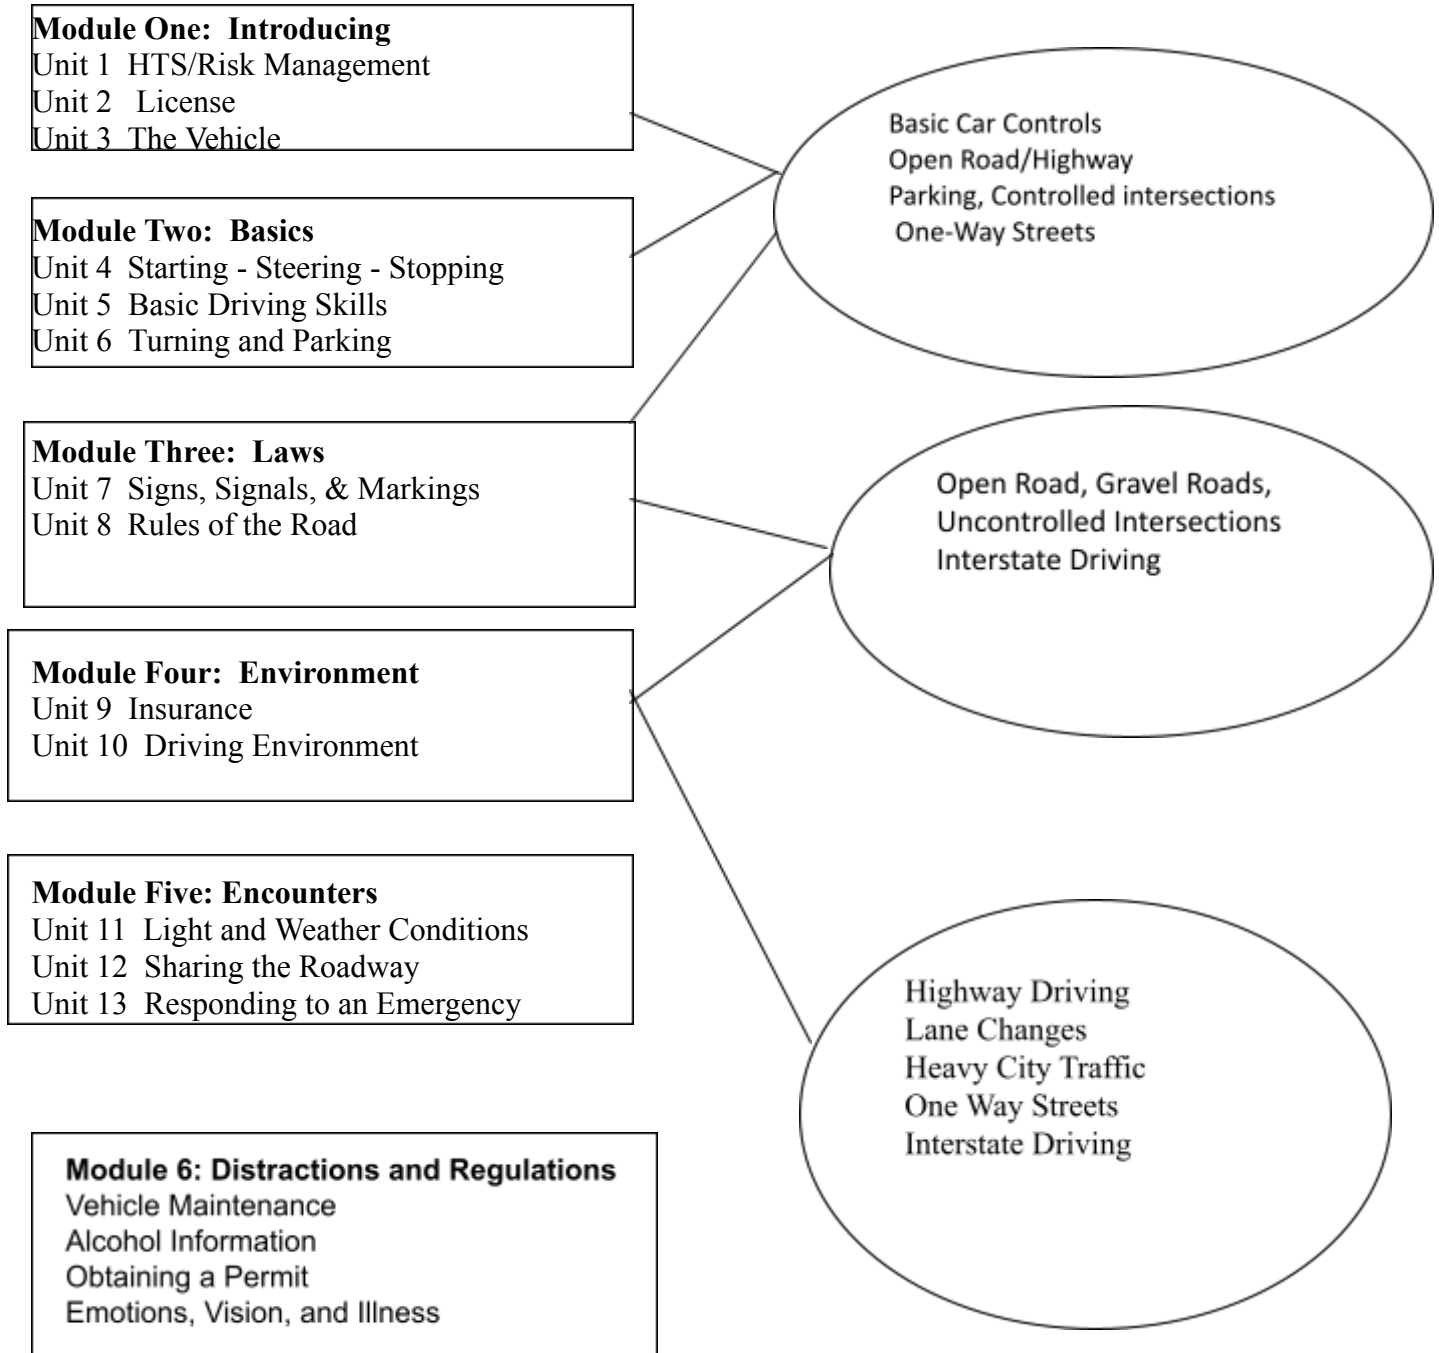 Module One:  Introducing
Unit 1  HTS/Risk Management
Unit 2   License
Unit 3  The Vehicle
Module Two:  Basics
Unit 4  Starting - Steering - Stopping
Unit 5  Basic Driving Skills
Unit 6  Turning and Parking
Module Three:  Laws
Unit 7  Signs, Signals, & Markings
Unit 8  Rules of the Road
Module Four:  Environment
Unit 9  Insurance
Unit 10  Driving Environment
Module Five: Encounters
Unit 11  Light and Weather Conditions
Unit 12  Sharing the Roadway
Unit 13  Responding to an Emergency
Module 6: Distractions and Regulations
Vehicle Maintenance
Alcohol Information
Obtaining a Permit
Emotions, Vision, and Illness
Basic Car Controls
Open Road/Highway
Parking, Controlled intersections
One-Way Streets
Open Road, Gravel Roads,
Uncontrolled Intersections
Interstate Driving
Highway Driving
Lane Changes
Heavy City Traffic
One Way Streets
Interstate Driving